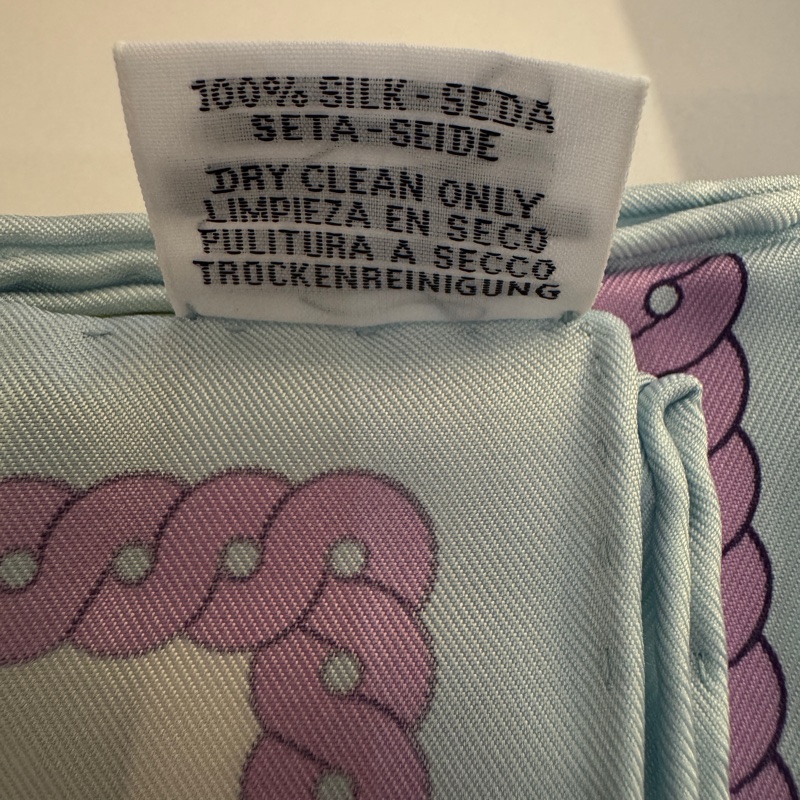 100% SILK - SEDA
SETA - SEIDE
DRY CLEAN ONLY
LIMPIEZA EN SECO
PULITURA A SECCO
TROCKENREINIGUNG